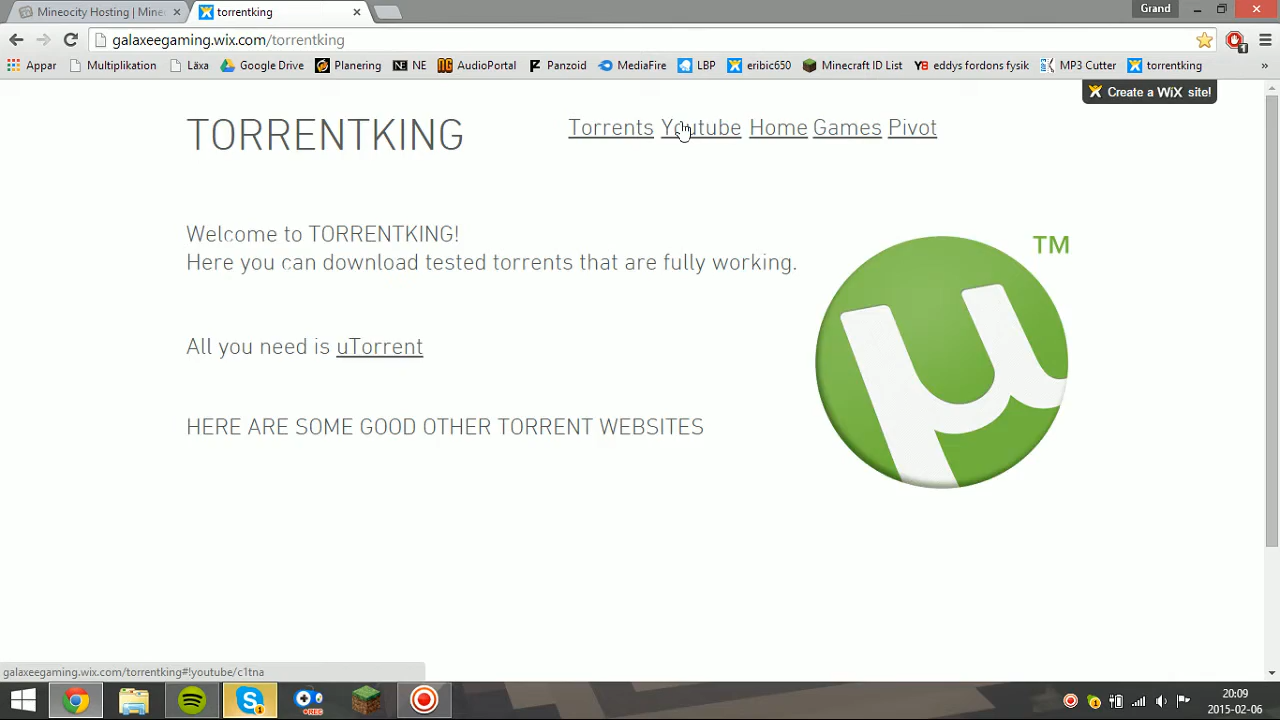 Mineocity Hosting | Mine
torrentking
Grand
galaxeegaming.wix.com/torrentking
Appar Multiplikation Läxa Google Drive Planering NE NE AudioPortal Panzoid MediaFire LBP eribic650 Minecraft ID List Y8 eddys fordons fysik MP3 Cutter torrentking »
Create a WiX site!
TORRENTKING
Torrents Youtube Home Games Pivot
Welcome to TORRENTKING!
Here you can download tested torrents that are fully working.
TM
µ
All you need is uTorrent
HERE ARE SOME GOOD OTHER TORRENT WEBSITES
galaxeegaming.wix.com/torrentking#!youtube/c1tna
REC
20:09
2015-02-06